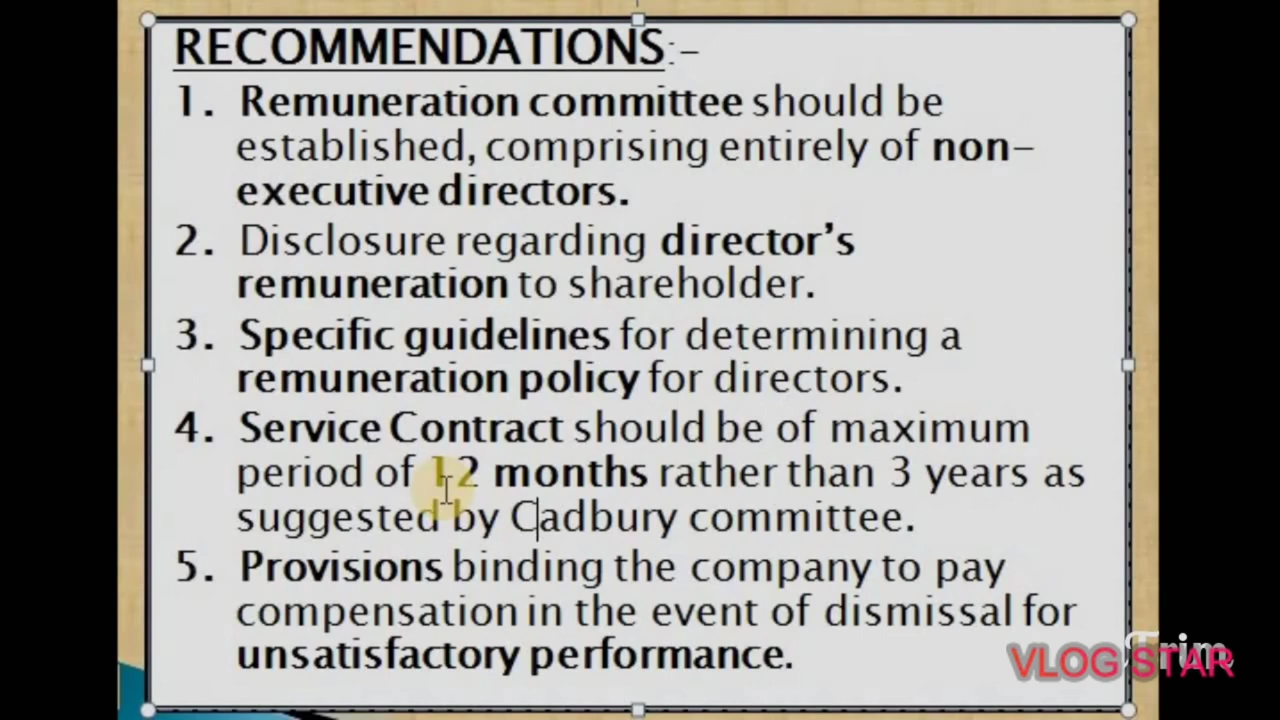 RECOMMENDATIONS:-
1. Remuneration committee should be
established, comprising entirely of non-
executive directors.
2. Disclosure regarding director's
remuneration to shareholder.
3. Specific guidelines for determining a
remuneration policy for directors.
4. Service Contract should be of maximum
period of 12 months rather than 3 years as
suggested by Cadbury committee.
5. Provisions binding the company to pay
compensation in the event of dismissal for
unsatisfactory performance.
Trim
VLOG STAR